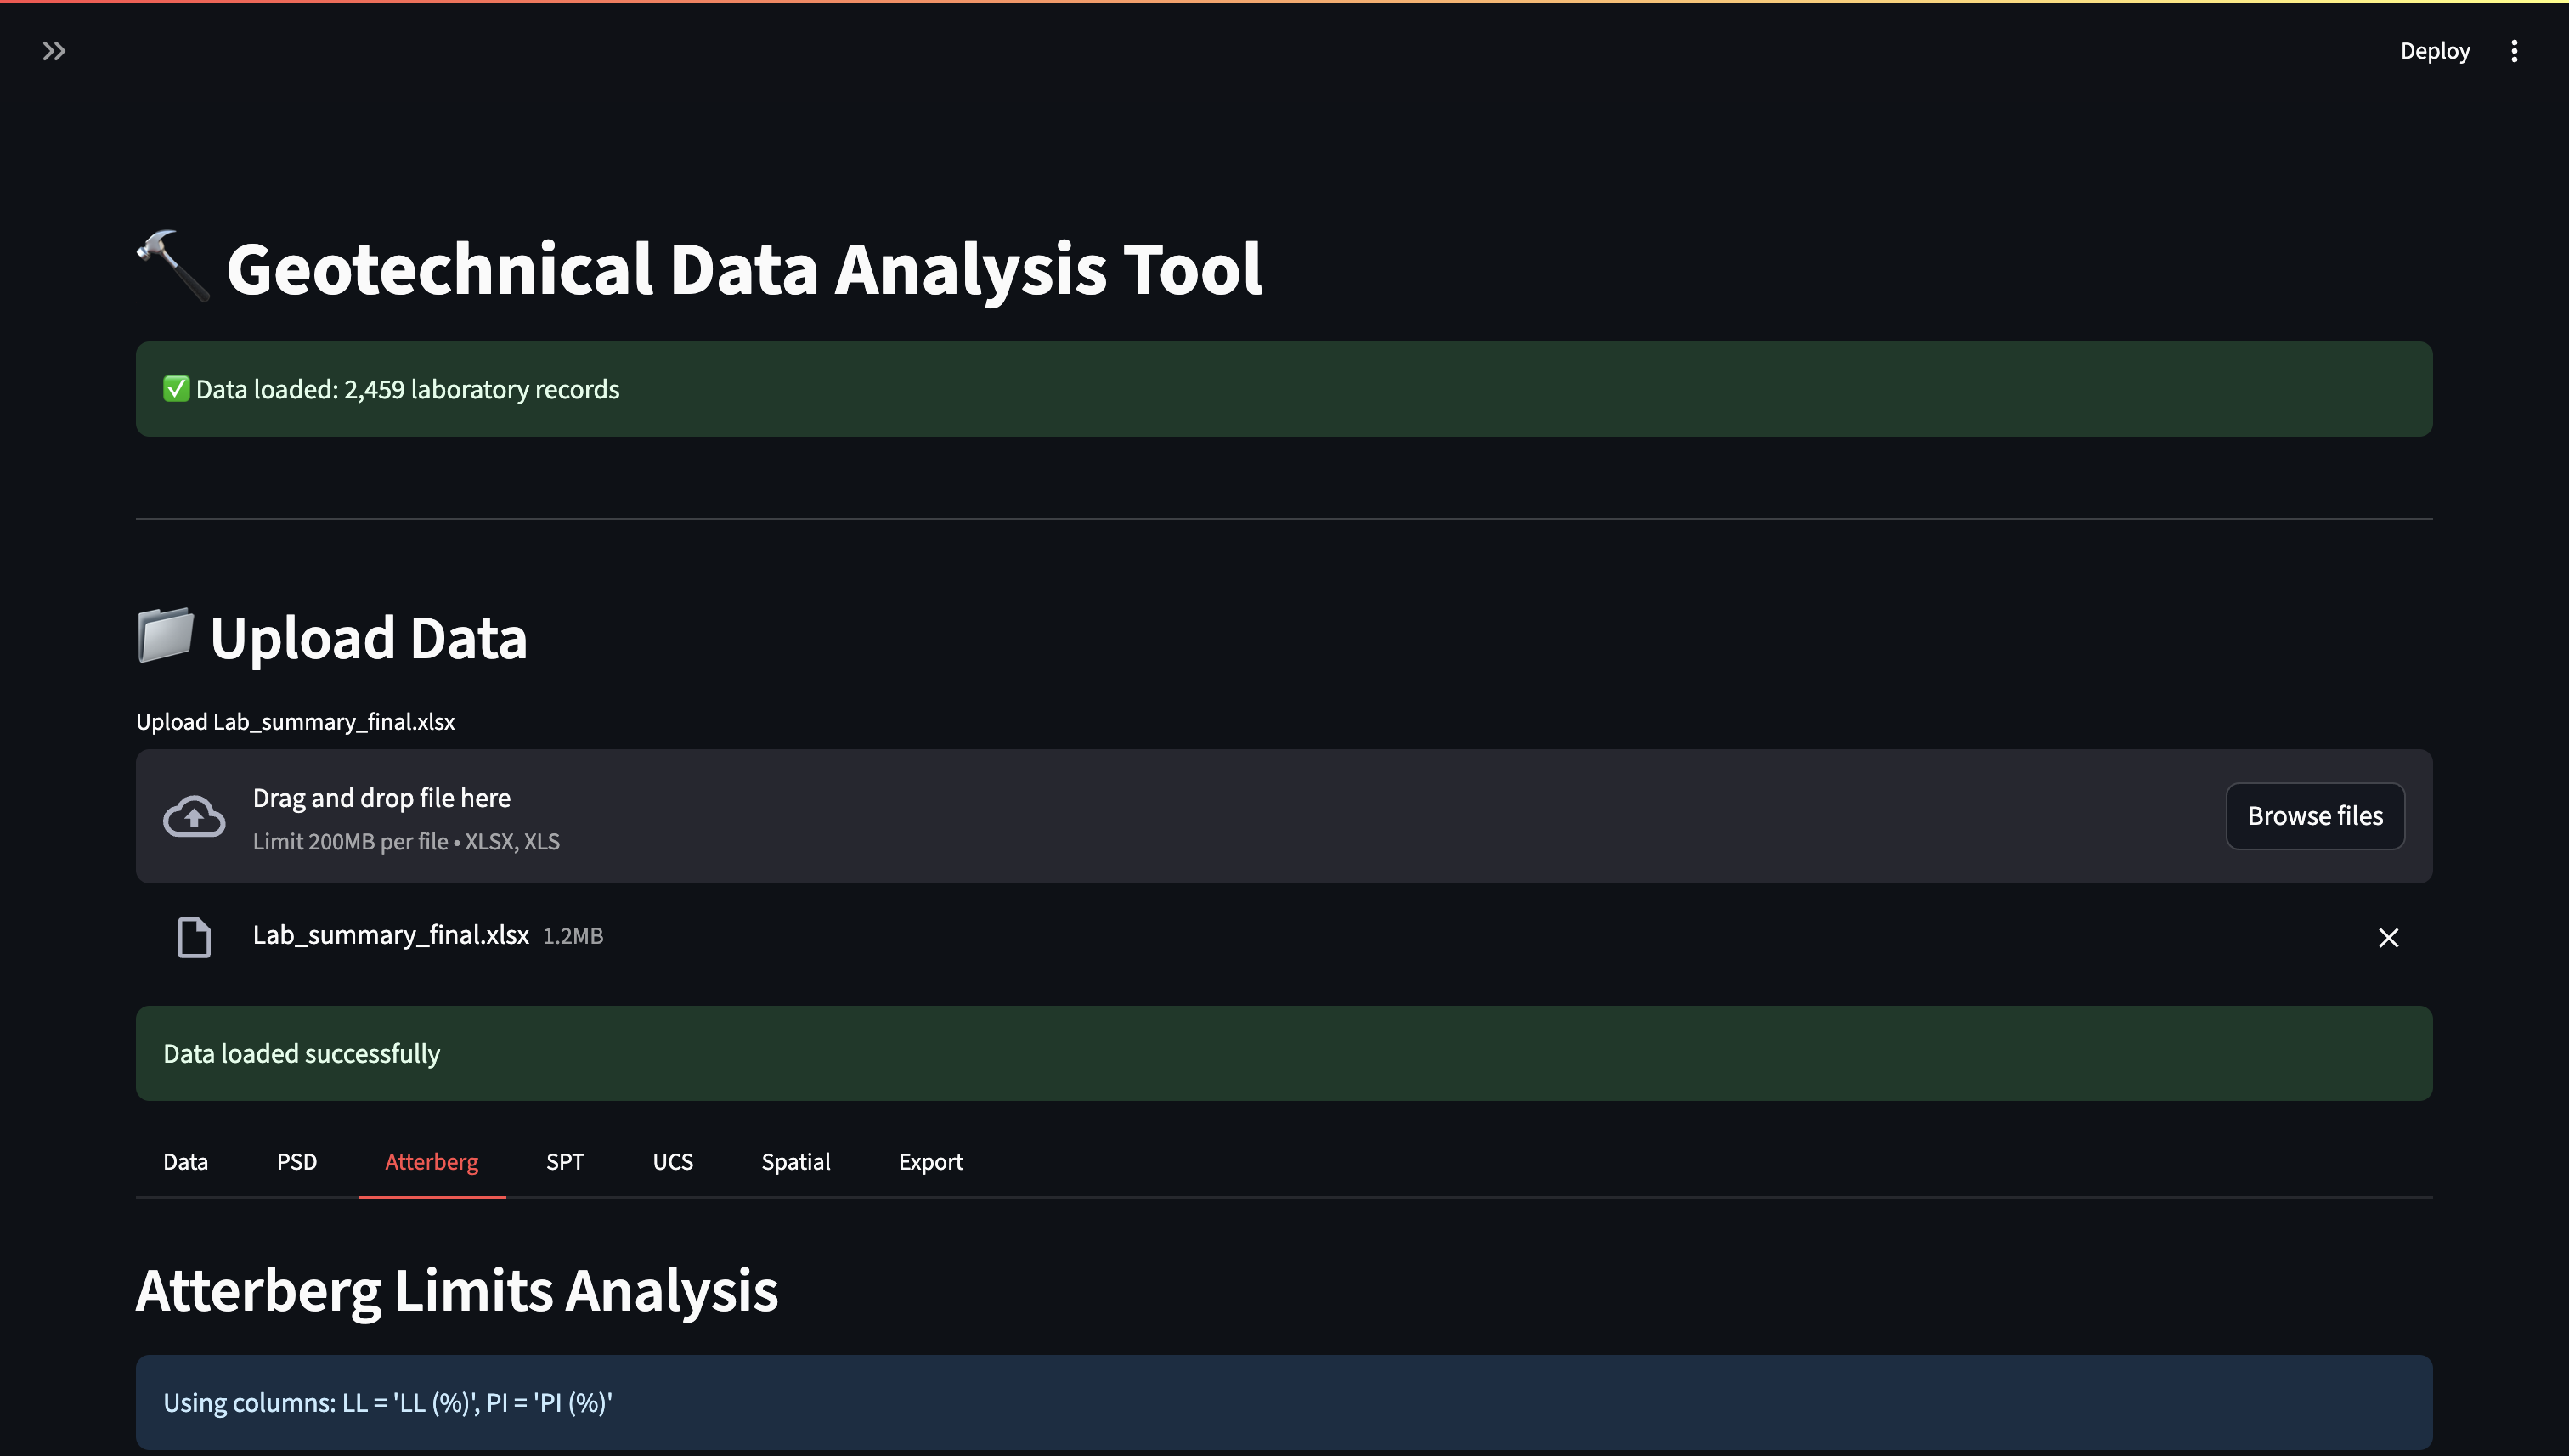 Deploy
Geotechnical Data Analysis Tool
Data loaded: 2,459 laboratory records
Upload Data
Upload Lab_summary_final.xlsx
Drag and drop file here
Limit 200MB per file • XLSX, XLS
Browse files
Lab_summary_final.xlsx 1.2MB
Data loaded successfully
Data PSD Atterberg SPT UCS Spatial Export
Atterberg Limits Analysis
Using columns: LL = 'LL (%)', PI = 'PI (%)'